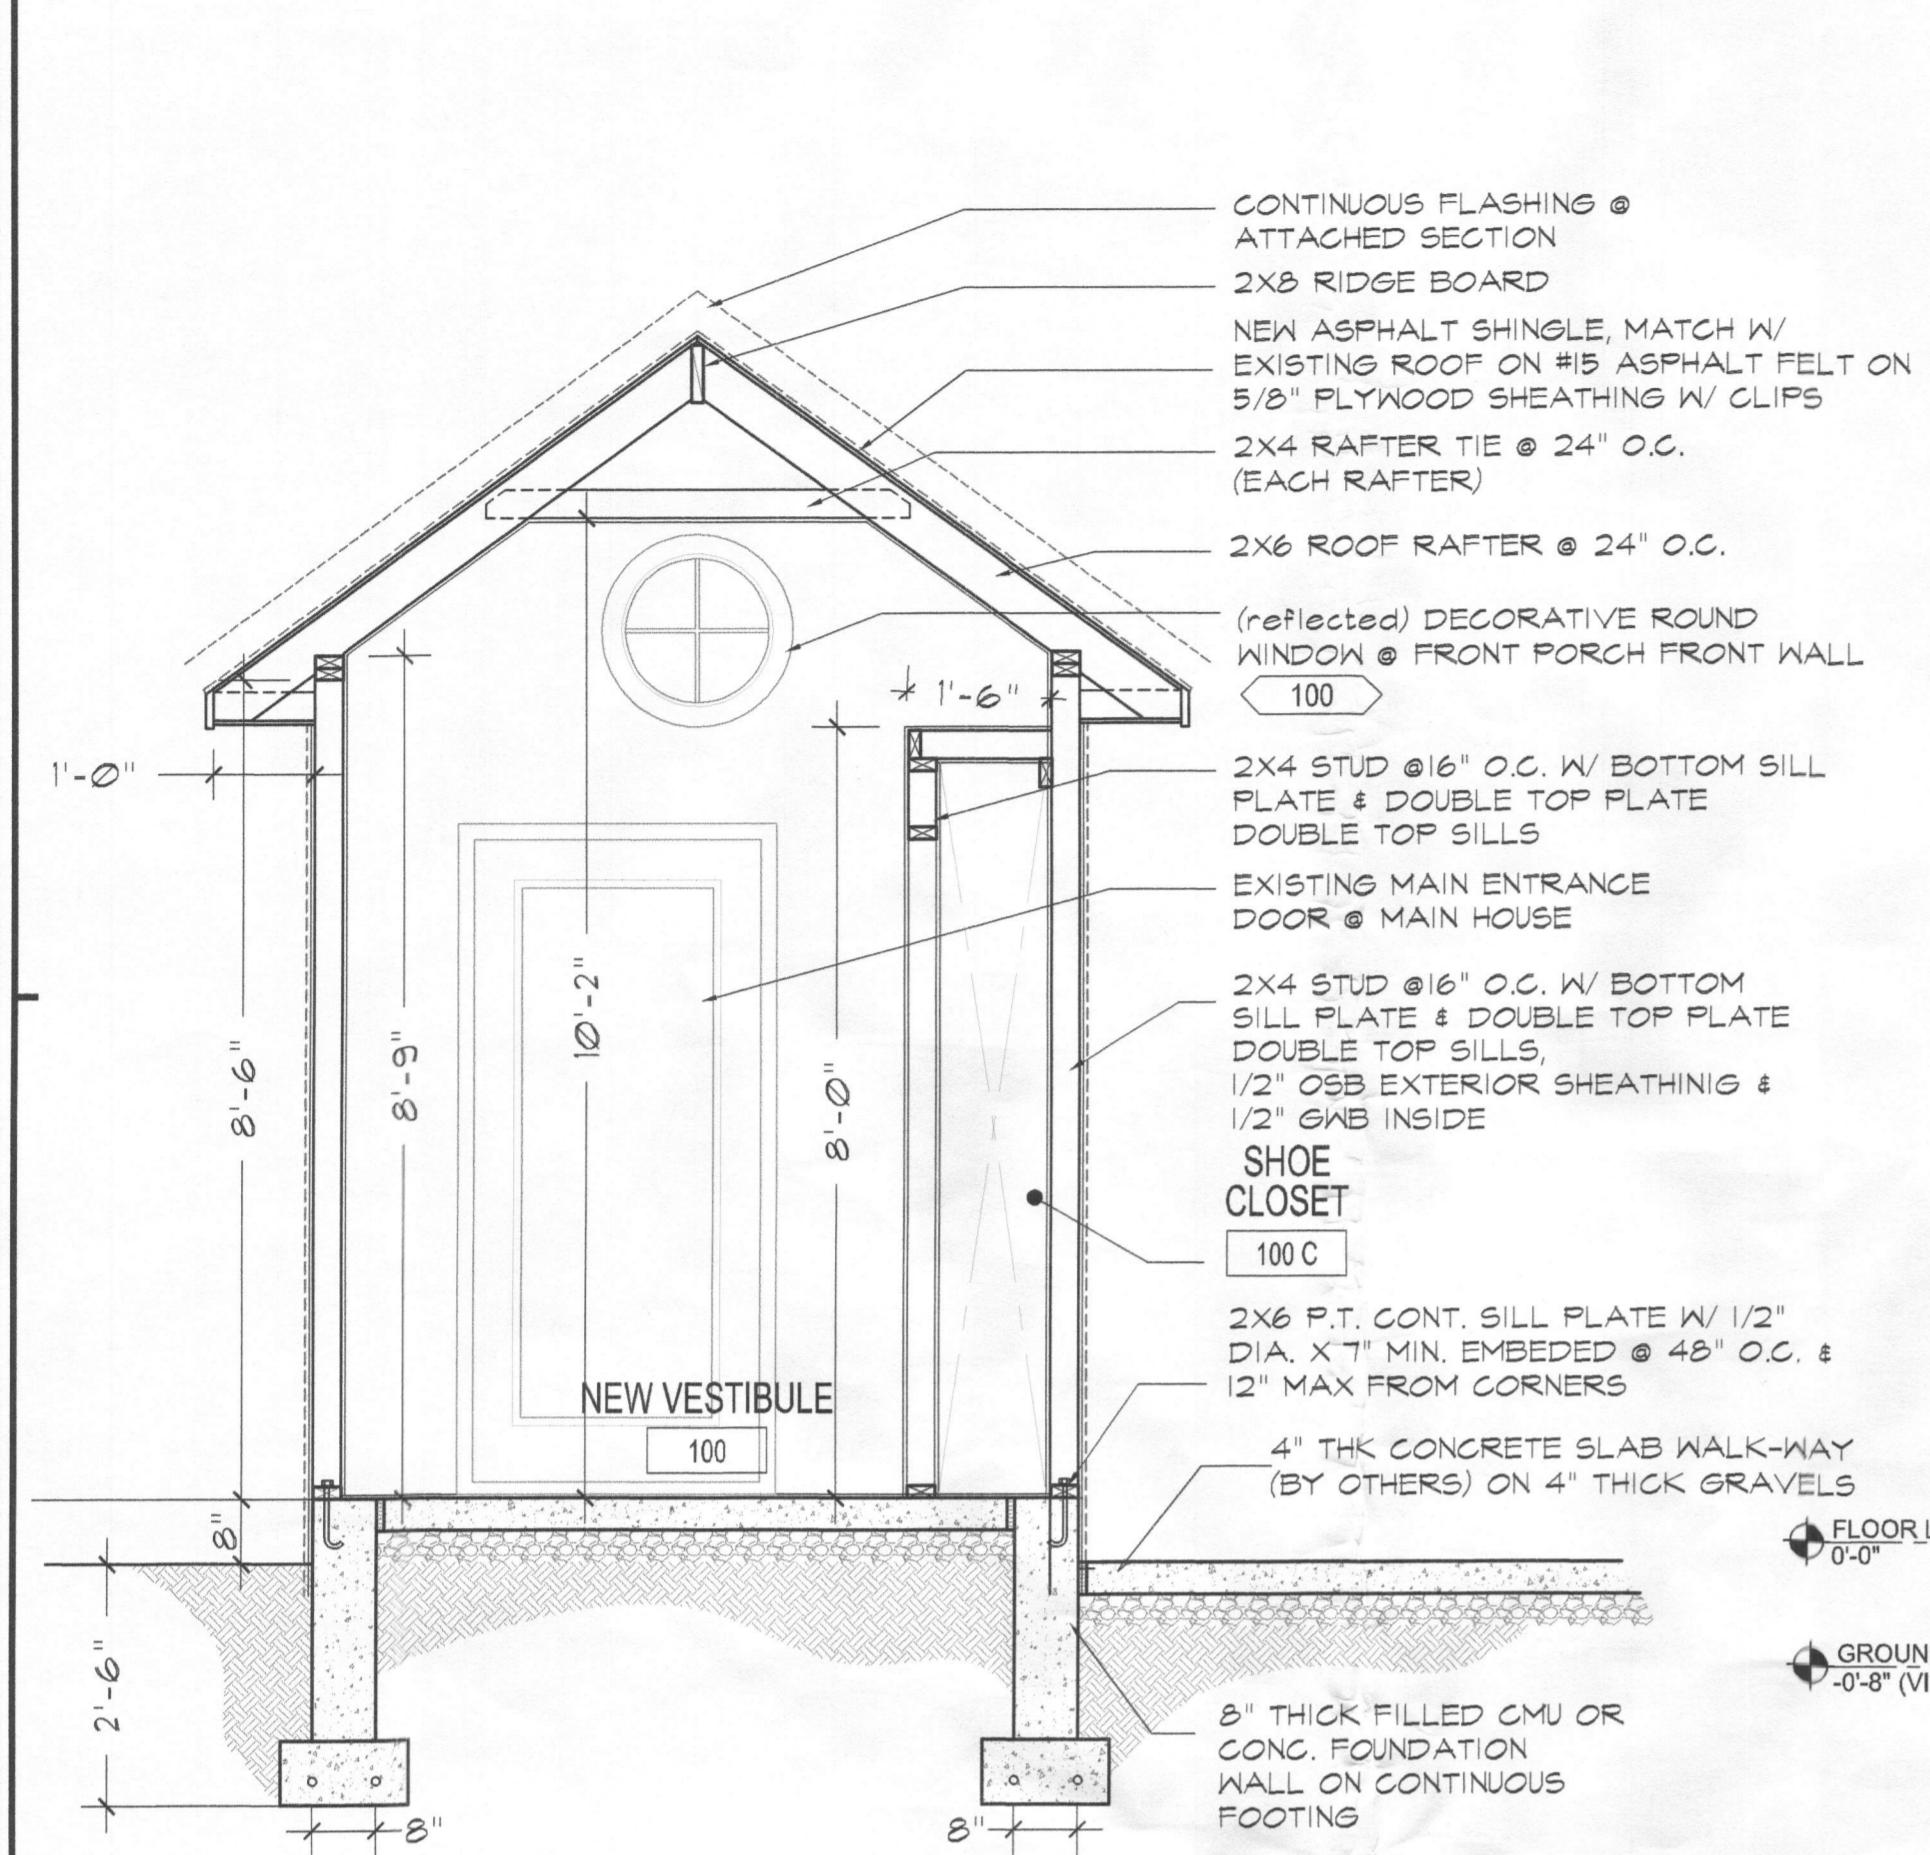 CONTINUOUS FLASHING @
ATTACHED SECTION
2X8 RIDGE BOARD
NEW ASPHALT SHINGLE, MATCH W/
EXISTING ROOF ON #15 ASPHALT FELT ON
5/8" PLYWOOD SHEATHING W/ CLIPS
2X4 RAFTER TIE @ 24" O.C.
(EACH RAFTER)
2X6 ROOF RAFTER @ 24" O.C.
(reflected) DECORATIVE ROUND
WINDOW @ FRONT PORCH FRONT WALL
100
1'-6"
1'-0"
2X4 STUD @16" O.C. W/ BOTTOM SILL
PLATE & DOUBLE TOP PLATE
DOUBLE TOP SILLS
EXISTING MAIN ENTRANCE
DOOR @ MAIN HOUSE
2X4 STUD @16" O.C. W/ BOTTOM
SILL PLATE & DOUBLE TOP PLATE
DOUBLE TOP SILLS,
1/2" OSB EXTERIOR SHEATHINIG &
1/2" GWB INSIDE
8'-6"
8'-9"
10'-2"
8'-0"
SHOE
CLOSET
100 C
2X6 P.T. CONT. SILL PLATE W/ 1/2"
DIA. X 7" MIN. EMBEDED @ 48" O.C. &
12" MAX FROM CORNERS
NEW VESTIBULE
100
4" THK CONCRETE SLAB WALK-WAY
(BY OTHERS) ON 4" THICK GRAVELS
8"
FLOOR L
0'-0"
GROUN
-0'-8" (VI
2'-6"
8" THICK FILLED CMU OR
CONC. FOUNDATION
WALL ON CONTINUOUS
FOOTING
8"
8"